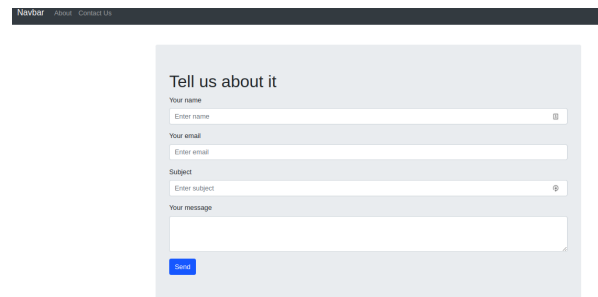 Navbar About Contact Us
Tell us about it
Your name
Enter name
Your email
Enter email
Subject
Enter subject
Your message
Send